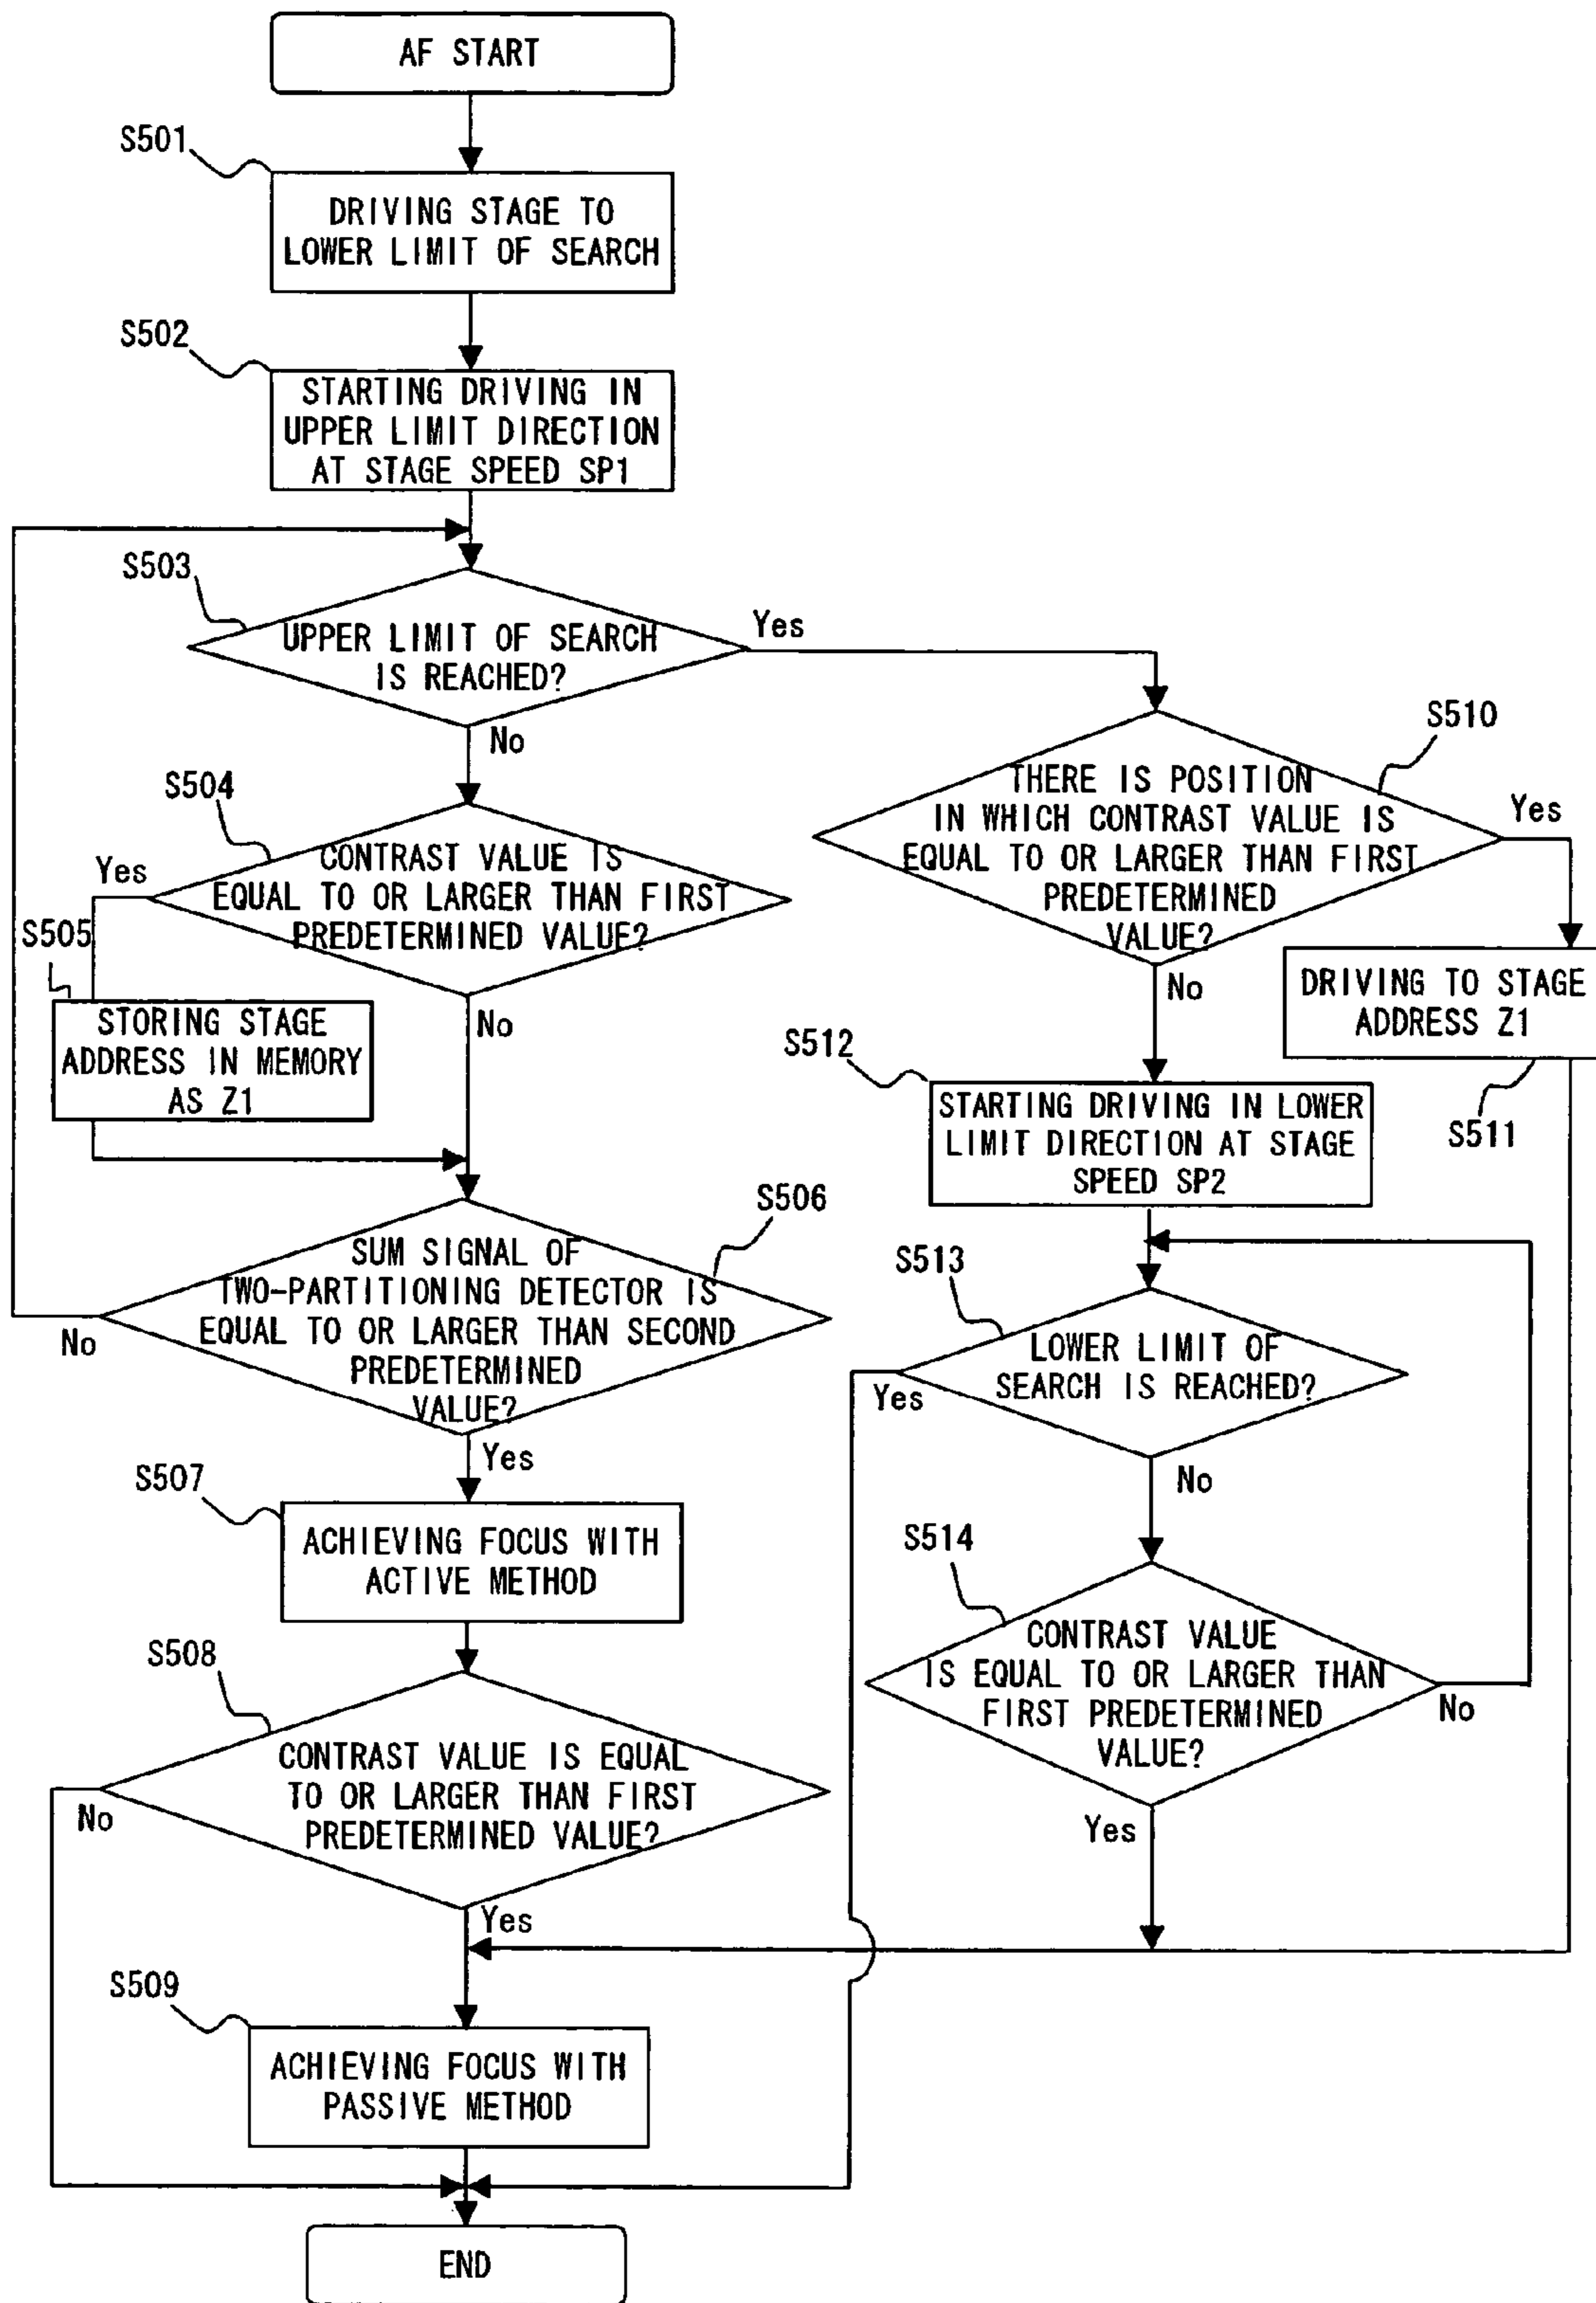 AF START
S501
DRIVING STAGE TO
LOWER LIMIT OF SEARCH
S502
STARTING DRIVING IN
UPPER LIMIT DIRECTION
AT STAGE SPEED SP1
S503
UPPER LIMIT OF SEARCH
IS REACHED?
Yes
No
S504
CONTRAST VALUE IS
EQUAL TO OR LARGER THAN FIRST
PREDETERMINED VALUE?
Yes
No
S505
STORING STAGE
ADDRESS IN MEMORY
AS Z1
S506
SUM SIGNAL OF
TWO-PARTITIONING DETECTOR IS
EQUAL TO OR LARGER THAN SECOND
PREDETERMINED
VALUE?
No
Yes
S507
ACHIEVING FOCUS WITH
ACTIVE METHOD
S508
CONTRAST VALUE IS EQUAL
TO OR LARGER THAN FIRST
PREDETERMINED VALUE?
No
Yes
S509
ACHIEVING FOCUS WITH
PASSIVE METHOD
END
S510
THERE IS POSITION
IN WHICH CONTRAST VALUE IS
EQUAL TO OR LARGER THAN FIRST
PREDETERMINED
VALUE?
Yes
No
DRIVING TO STAGE
ADDRESS Z1
S511
S512
STARTING DRIVING IN LOWER
LIMIT DIRECTION AT STAGE
SPEED SP2
S513
LOWER LIMIT OF
SEARCH IS REACHED?
Yes
No
S514
CONTRAST VALUE
IS EQUAL TO OR LARGER THAN
FIRST PREDETERMINED
VALUE?
No
Yes